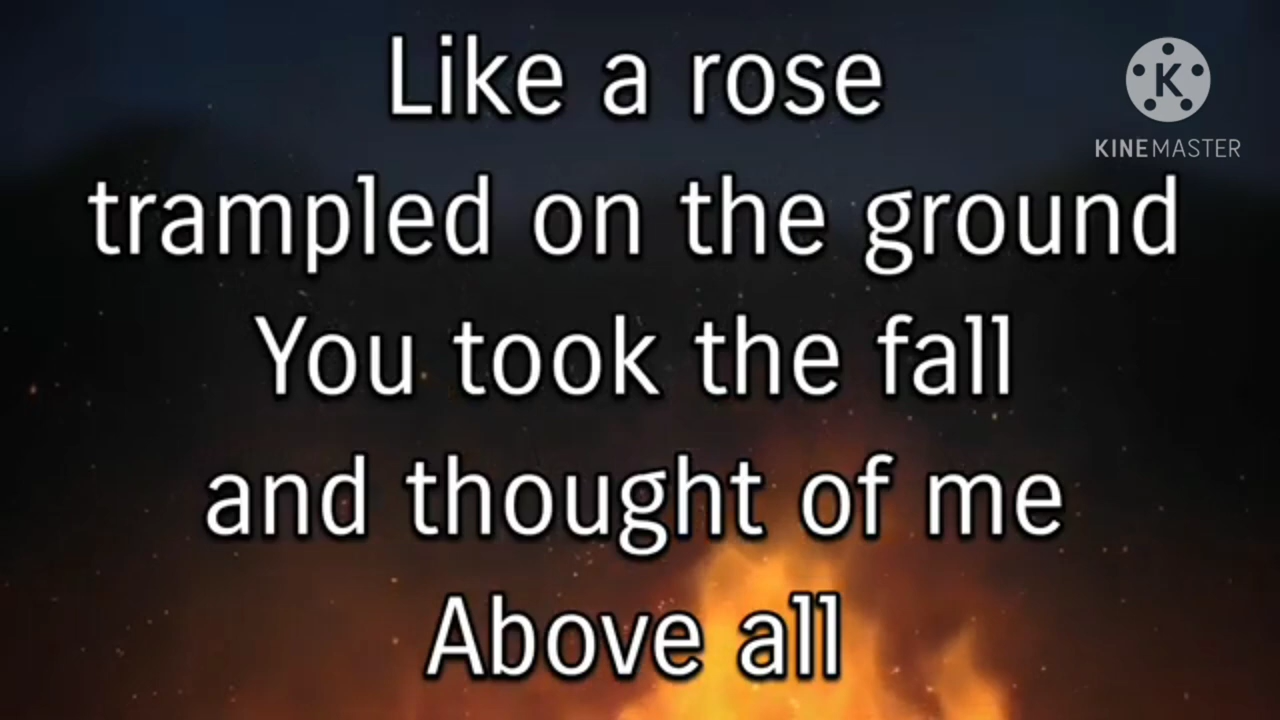 Like a rose
K
KINEMASTER
trampled on the ground
You took the fall
and thought of me
Above all